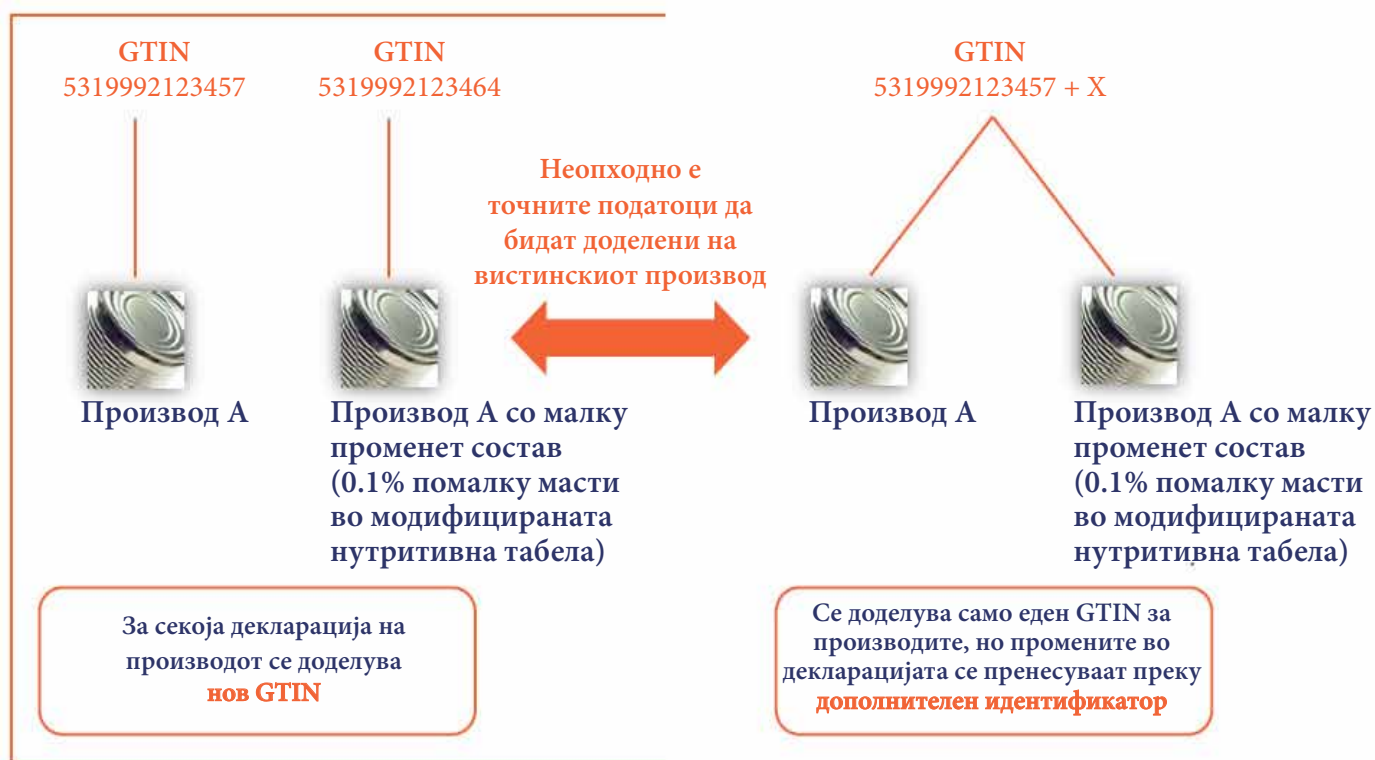 GTIN
5319992123457
GTIN
5319992123464
GTIN
5319992123457 + X
Неопходно е
точните податоци да
бидат доделени на
вистинскиот производ
Производ А
Производ А со малку
променет состав
(0.1% помалку масти
во модифицираната
нутритивна табела)
Производ А
Производ А со малку
променет состав
(0.1% помалку масти
во модифицираната
нутритивна табела)
За секоја декларација на
производот се доделува
нов GTIN
Се доделува само еден GTIN за
производите, но промените во
декларацијата се пренесуваат преку
дополнителен идентификатор